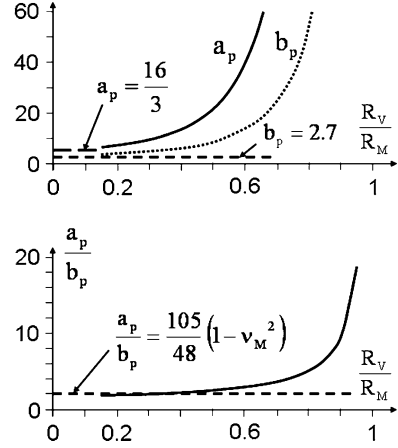 60
40
20
0
a_p
b_p
a_p = 16/3
b_p = 2.7
R_V/R_M
0 0.2 0.6 1
a_p/b_p
20
10
0
a_p/b_p = 105/48 (1 − ν_M²)
R_V/R_M
0 0.2 0.6 1